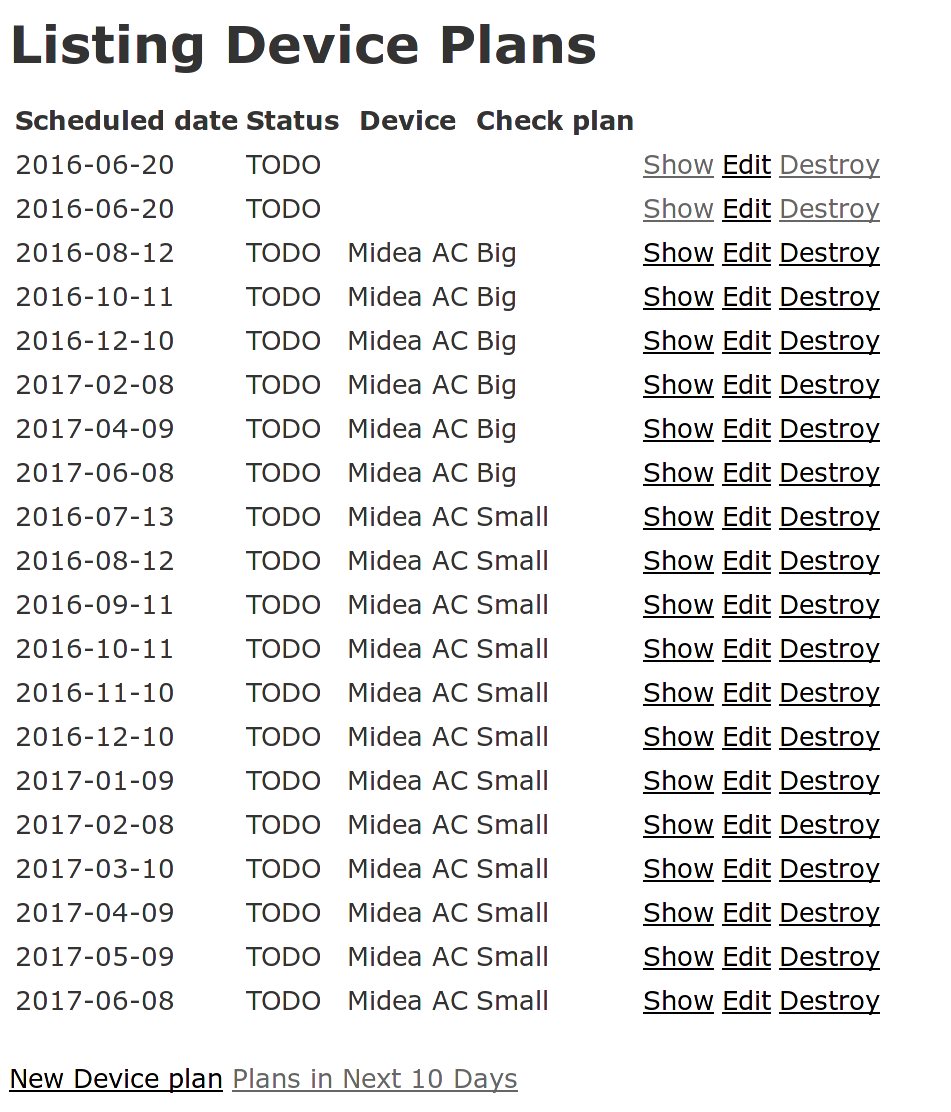 Listing Device Plans
Scheduled date Status Device Check plan
2016-06-20 TODO Show Edit Destroy
2016-06-20 TODO Show Edit Destroy
2016-08-12 TODO Midea AC Big Show Edit Destroy
2016-10-11 TODO Midea AC Big Show Edit Destroy
2016-12-10 TODO Midea AC Big Show Edit Destroy
2017-02-08 TODO Midea AC Big Show Edit Destroy
2017-04-09 TODO Midea AC Big Show Edit Destroy
2017-06-08 TODO Midea AC Big Show Edit Destroy
2016-07-13 TODO Midea AC Small Show Edit Destroy
2016-08-12 TODO Midea AC Small Show Edit Destroy
2016-09-11 TODO Midea AC Small Show Edit Destroy
2016-10-11 TODO Midea AC Small Show Edit Destroy
2016-11-10 TODO Midea AC Small Show Edit Destroy
2016-12-10 TODO Midea AC Small Show Edit Destroy
2017-01-09 TODO Midea AC Small Show Edit Destroy
2017-02-08 TODO Midea AC Small Show Edit Destroy
2017-03-10 TODO Midea AC Small Show Edit Destroy
2017-04-09 TODO Midea AC Small Show Edit Destroy
2017-05-09 TODO Midea AC Small Show Edit Destroy
2017-06-08 TODO Midea AC Small Show Edit Destroy
New Device plan Plans in Next 10 Days